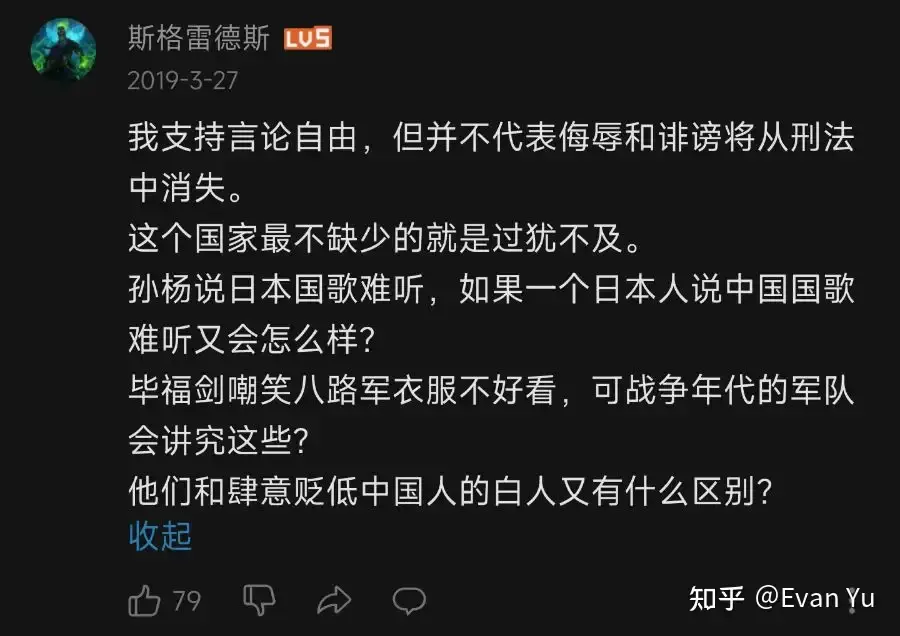 斯格雷德斯 LV5
2019-3-27
我支持言论自由，但并不代表侮辱和诽谤将从刑法
中消失。
这个国家最不缺少的就是过犹不及。
孙杨说日本国歌难听，如果一个日本人说中国国歌
难听又会怎么样？
毕福剑嘲笑八路军衣服不好看，可战争年代的军队
会讲究这些？
他们和肆意贬低中国人的白人又有什么区别？
收起
79
知乎 @Evan Yu